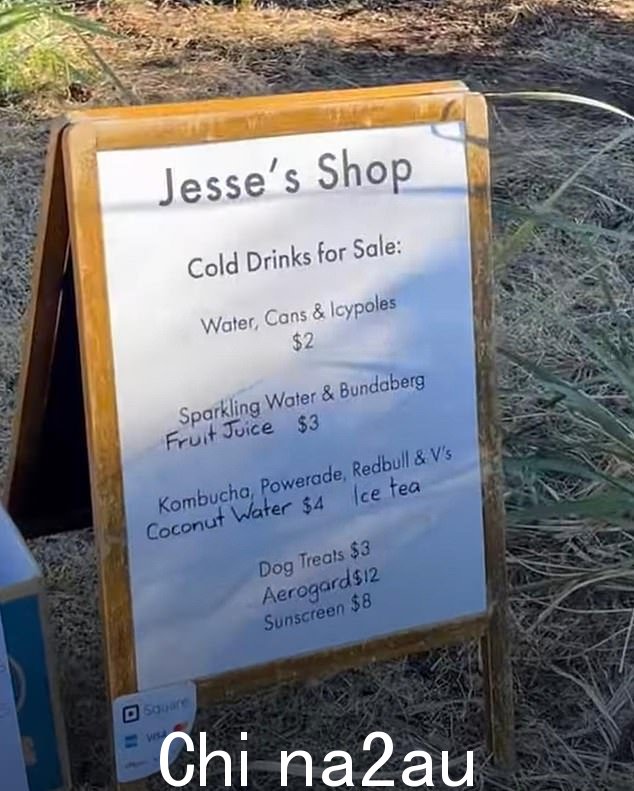 Jesse's Shop
Cold Drinks for Sale:
Water, Cans & Icypoles
$2
Sparkling Water & Bundaberg
Fruit Juice $3
Kombucha, Powerade, Redbull & V's
Coconut Water $4 Ice tea
Dog Treats $3
Aerogard $12
Sunscreen $8
Square
VISA
Chi na2au